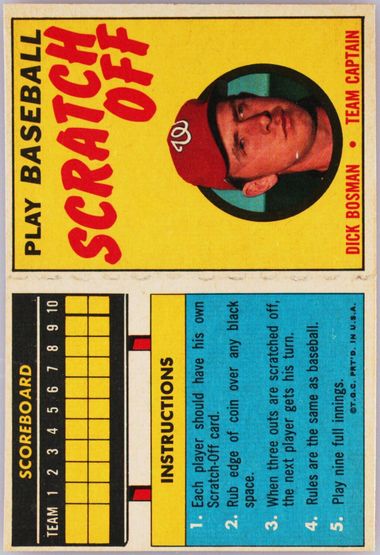 PLAY BASEBALL
SCRATCH
OFF
W
DICK BOSMAN • TEAM CAPTAIN
SCOREBOARD
TEAM 1 2 3 4 5 6 7 8 9 10
INSTRUCTIONS
1. Each player should have his own
Scratch-Off card.
2. Rub edge of coin over any black
space.
3. When three outs are scratched off,
the next player gets his turn.
4. Rules are the same as baseball.
5. Play nine full innings.
©T.C.G. PRT'D. IN U.S.A.